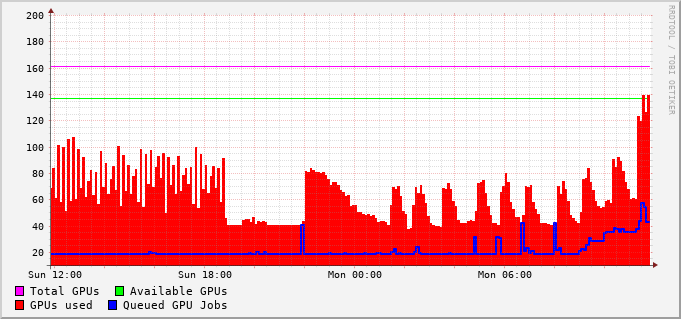 RRDTOOL / TOBI OETIKER
200
180
160
140
120
100
80
60
40
20
Sun 12:00 Sun 18:00 Mon 00:00 Mon 06:00
Total GPUs Available GPUs
GPUs used Queued GPU Jobs